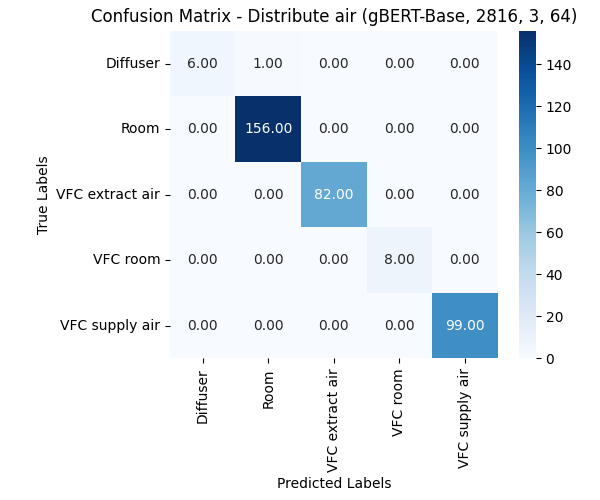 Confusion Matrix - Distribute air (gBERT-Base, 2816, 3, 64)
True Labels
Diffuser 6.00 1.00 0.00 0.00 0.00
Room 0.00 156.00 0.00 0.00 0.00
VFC extract air 0.00 0.00 82.00 0.00 0.00
VFC room 0.00 0.00 0.00 8.00 0.00
VFC supply air 0.00 0.00 0.00 0.00 99.00
Diffuser
Room
VFC extract air
VFC room
VFC supply air
Predicted Labels
140
120
100
80
60
40
20
0